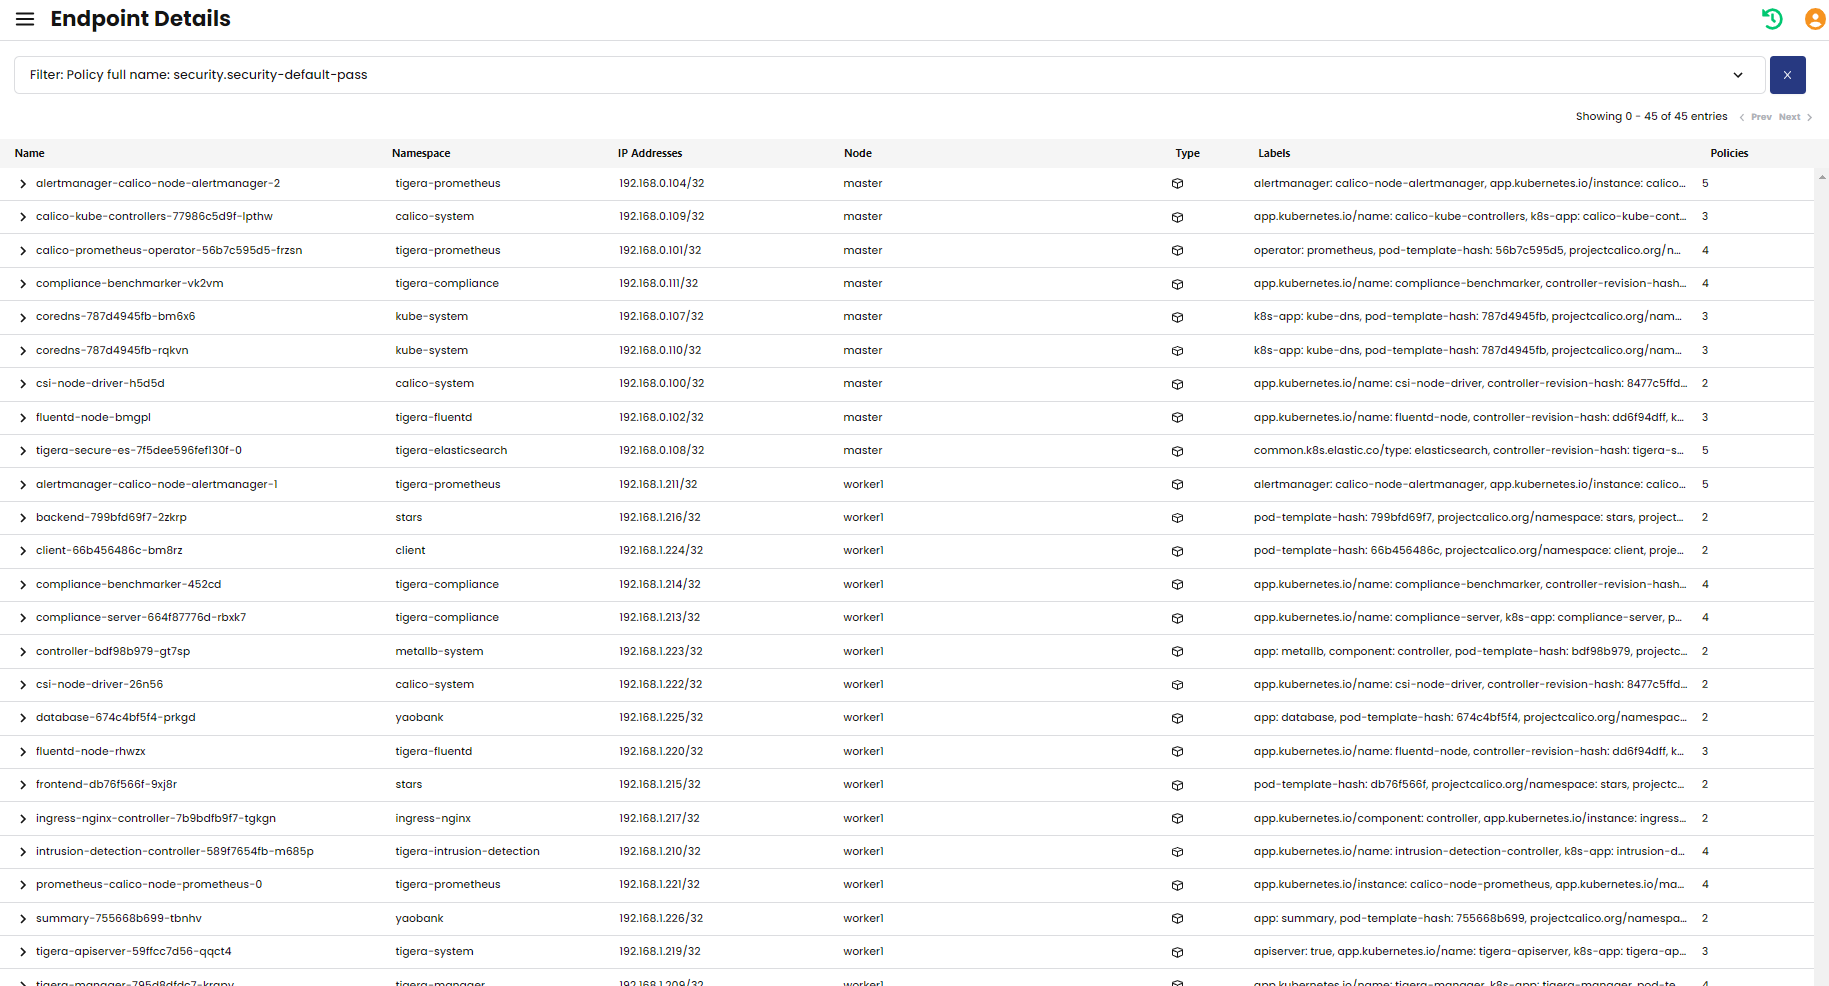 Endpoint Details
Filter: Policy full name: security.security-default-pass
X
Showing 0 - 45 of 45 entries < Prev Next >
Name Namespace IP Addresses Node Type Labels Policies
alertmanager-calico-node-alertmanager-2 tigera-prometheus 192.168.0.104/32 master alertmanager: calico-node-alertmanager, app.kubernetes.io/instance: calico... 5
calico-kube-controllers-77986c5d9f-lpthw calico-system 192.168.0.109/32 master app.kubernetes.io/name: calico-kube-controllers, k8s-app: calico-kube-cont... 3
calico-prometheus-operator-56b7c595d5-frzsn tigera-prometheus 192.168.0.101/32 master operator: prometheus, pod-template-hash: 56b7c595d5, projectcalico.org/n... 4
compliance-benchmarker-vk2vm tigera-compliance 192.168.0.111/32 master app.kubernetes.io/name: compliance-benchmarker, controller-revision-hash... 4
coredns-787d4945fb-bm6x6 kube-system 192.168.0.107/32 master k8s-app: kube-dns, pod-template-hash: 787d4945fb, projectcalico.org/nam... 3
coredns-787d4945fb-rqkvn kube-system 192.168.0.110/32 master k8s-app: kube-dns, pod-template-hash: 787d4945fb, projectcalico.org/nam... 3
csi-node-driver-h5d5d calico-system 192.168.0.100/32 master app.kubernetes.io/name: csi-node-driver, controller-revision-hash: 8477c5ffd... 2
fluentd-node-bmgpl tigera-fluentd 192.168.0.102/32 master app.kubernetes.io/name: fluentd-node, controller-revision-hash: dd6f94dff, k... 3
tigera-secure-es-7f5dee596fef130f-0 tigera-elasticsearch 192.168.0.108/32 master common.k8s.elastic.co/type: elasticsearch, controller-revision-hash: tigera-s... 5
alertmanager-calico-node-alertmanager-1 tigera-prometheus 192.168.1.211/32 worker1 alertmanager: calico-node-alertmanager, app.kubernetes.io/instance: calico... 5
backend-799bfd69f7-2zkrp stars 192.168.1.216/32 worker1 pod-template-hash: 799bfd69f7, projectcalico.org/namespace: stars, project... 2
client-66b456486c-bm8rz client 192.168.1.224/32 worker1 pod-template-hash: 66b456486c, projectcalico.org/namespace: client, proje... 2
compliance-benchmarker-452cd tigera-compliance 192.168.1.214/32 worker1 app.kubernetes.io/name: compliance-benchmarker, controller-revision-hash... 4
compliance-server-664f87776d-rbxk7 tigera-compliance 192.168.1.213/32 worker1 app.kubernetes.io/name: compliance-server, k8s-app: compliance-server, p... 4
controller-bdf98b979-gt7sp metallb-system 192.168.1.223/32 worker1 app: metallb, component: controller, pod-template-hash: bdf98b979, projectc... 2
csi-node-driver-26n56 calico-system 192.168.1.222/32 worker1 app.kubernetes.io/name: csi-node-driver, controller-revision-hash: 8477c5ffd... 2
database-674c4bf5f4-prkgd yaobank 192.168.1.225/32 worker1 app: database, pod-template-hash: 674c4bf5f4, projectcalico.org/namespac... 2
fluentd-node-rhwzx tigera-fluentd 192.168.1.220/32 worker1 app.kubernetes.io/name: fluentd-node, controller-revision-hash: dd6f94dff, k... 3
frontend-db76f566f-9xj8r stars 192.168.1.215/32 worker1 pod-template-hash: db76f566f, projectcalico.org/namespace: stars, projectc... 2
ingress-nginx-controller-7b9bdfb9f7-tgkgn ingress-nginx 192.168.1.217/32 worker1 app.kubernetes.io/component: controller, app.kubernetes.io/instance: ingress... 2
intrusion-detection-controller-589f7654fb-m685p tigera-intrusion-detection 192.168.1.210/32 worker1 app.kubernetes.io/name: intrusion-detection-controller, k8s-app: intrusion-d... 4
prometheus-calico-node-prometheus-0 tigera-prometheus 192.168.1.221/32 worker1 app.kubernetes.io/instance: calico-node-prometheus, app.kubernetes.io/ma... 4
summary-755668b699-tbnhv yaobank 192.168.1.226/32 worker1 app: summary, pod-template-hash: 755668b699, projectcalico.org/namespa... 2
tigera-apiserver-59ffcc7d56-qqct4 tigera-system 192.168.1.219/32 worker1 apiserver: true, app.kubernetes.io/name: tigera-apiserver, k8s-app: tigera-ap... 3
tigera-manager 192.168.1.209/32 worker1 app.kubernetes.io/name: tigera-manager, k8s-app: tigera-manager, pod-te... 4